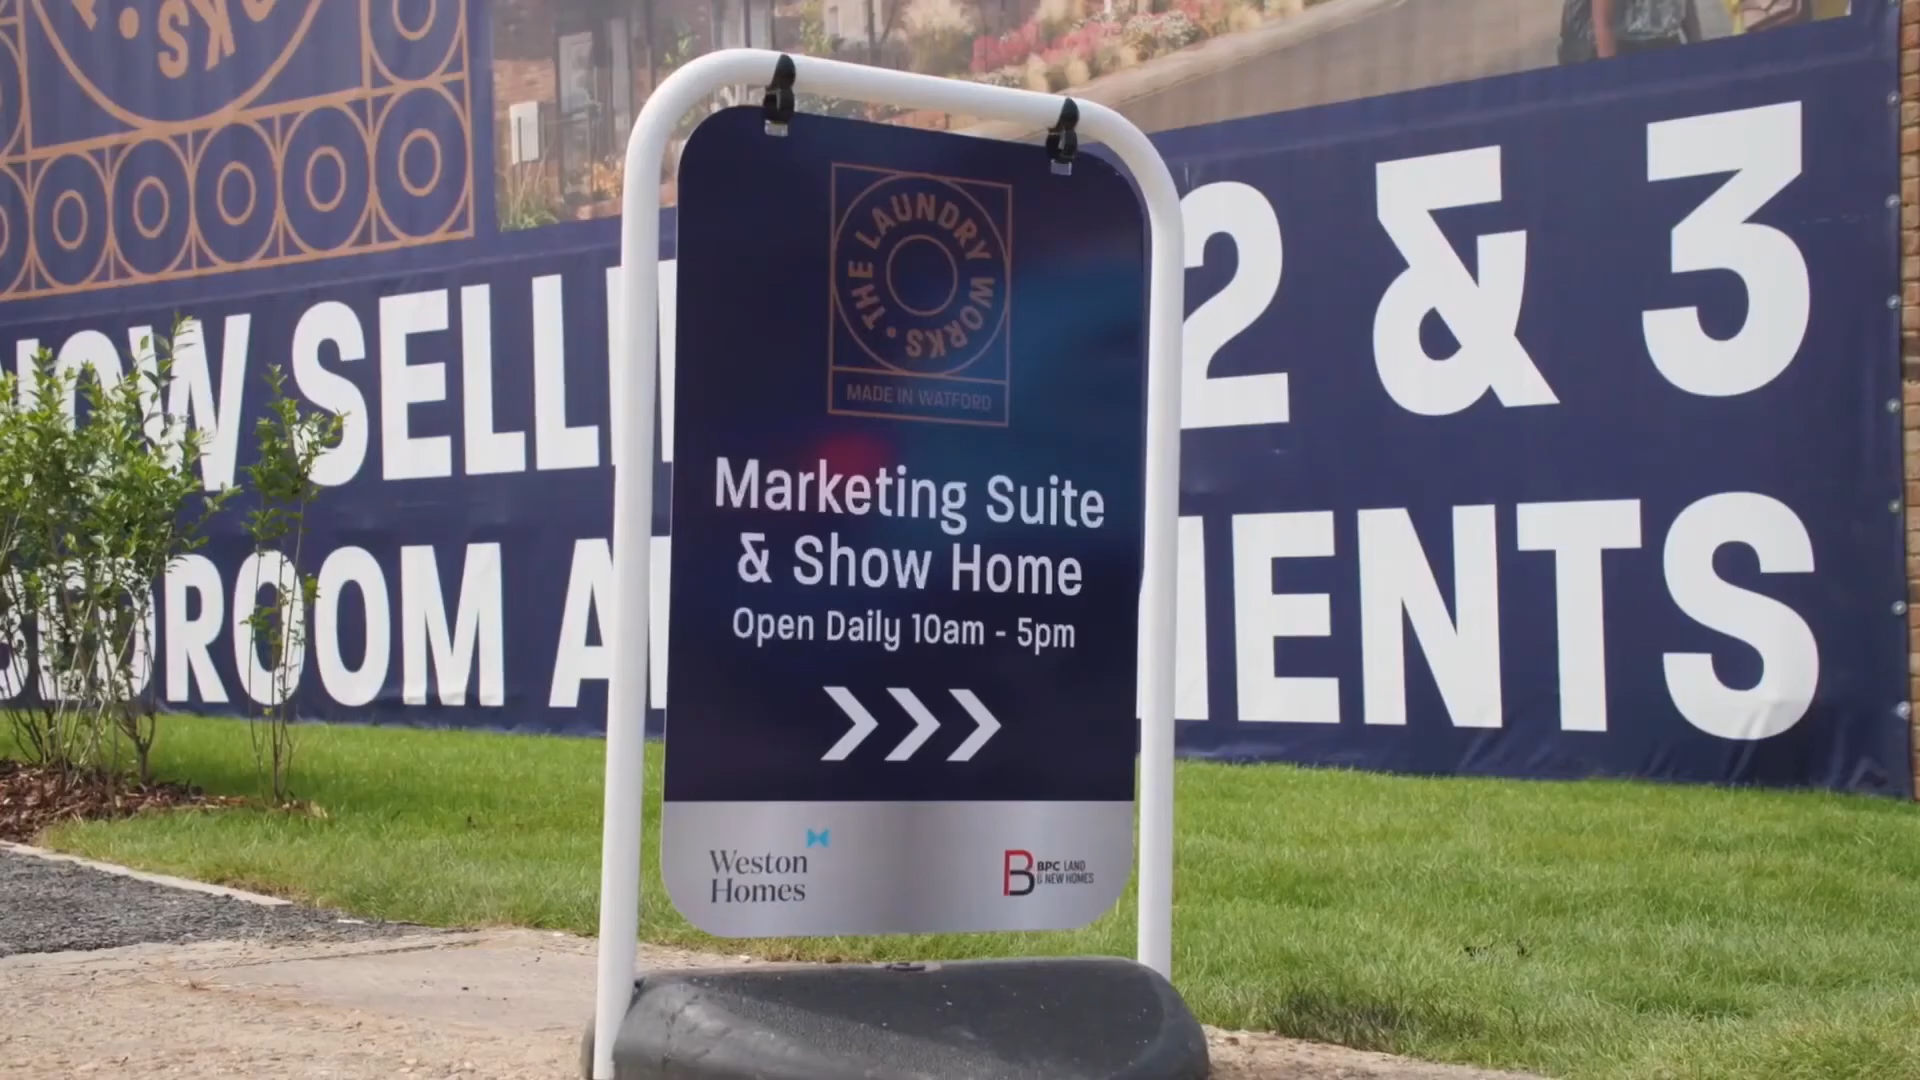 THE LAUNDRY WORKS •
MADE IN WATFORD
Marketing Suite
& Show Home
Open Daily 10am - 5pm
Weston
Homes
BPC LAND
& NEW HOMES
NOW 2 & 3